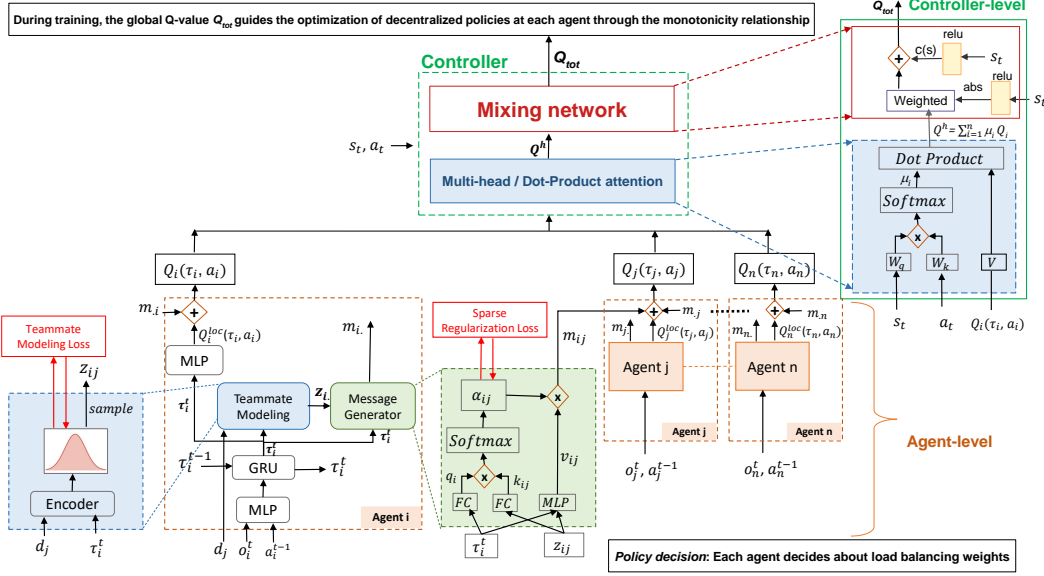 During training, the global Q-value Q_tot guides the optimization of decentralized policies at each agent through the monotonicity relationship
Q_tot
Controller-level
relu
c(s)
s_t
+
relu
abs
s_t
Weighted
Q^h = ∑_{i=1}^{n} μ_i Q_i
Dot Product
μ_i
Softmax
x
W_q
W_k
V
s_t
a_t
Q_i(τ_i, a_i)
Controller
Q_tot
Mixing network
s_t, a_t
Q^h
Multi-head / Dot-Product attention
Q_i(τ_i, a_i)
Q_j(τ_j, a_j)
Q_n(τ_n, a_n)
m_.i
+
Q_i^{loc}(τ_i, a_i)
m_i.
MLP
τ_i^t
Teammate Modeling
z_i.
Message Generator
τ_i^t
τ_i^t
τ_i^{t-1}
GRU
τ_i^t
MLP
Agent i
d_j
o_i^t
a_i^{t-1}
Teammate
Modeling Loss
z_ij
sample
Encoder
d_j
τ_i^t
Sparse
Regularization Loss
m_ij
α_ij
x
Softmax
v_ij
q_i
x
k_ij
FC
FC
MLP
τ_i^t
z_ij
+
m_.j
m_j.
Q_j^{loc}(τ_j, a_j)
Agent j
Agent j
o_j^t, a_j^{t-1}
+
m_.n
m_n.
Q_n^{loc}(τ_n, a_n)
Agent n
Agent n
o_n^t, a_n^{t-1}
Agent-level
Policy decision: Each agent decides about load balancing weights